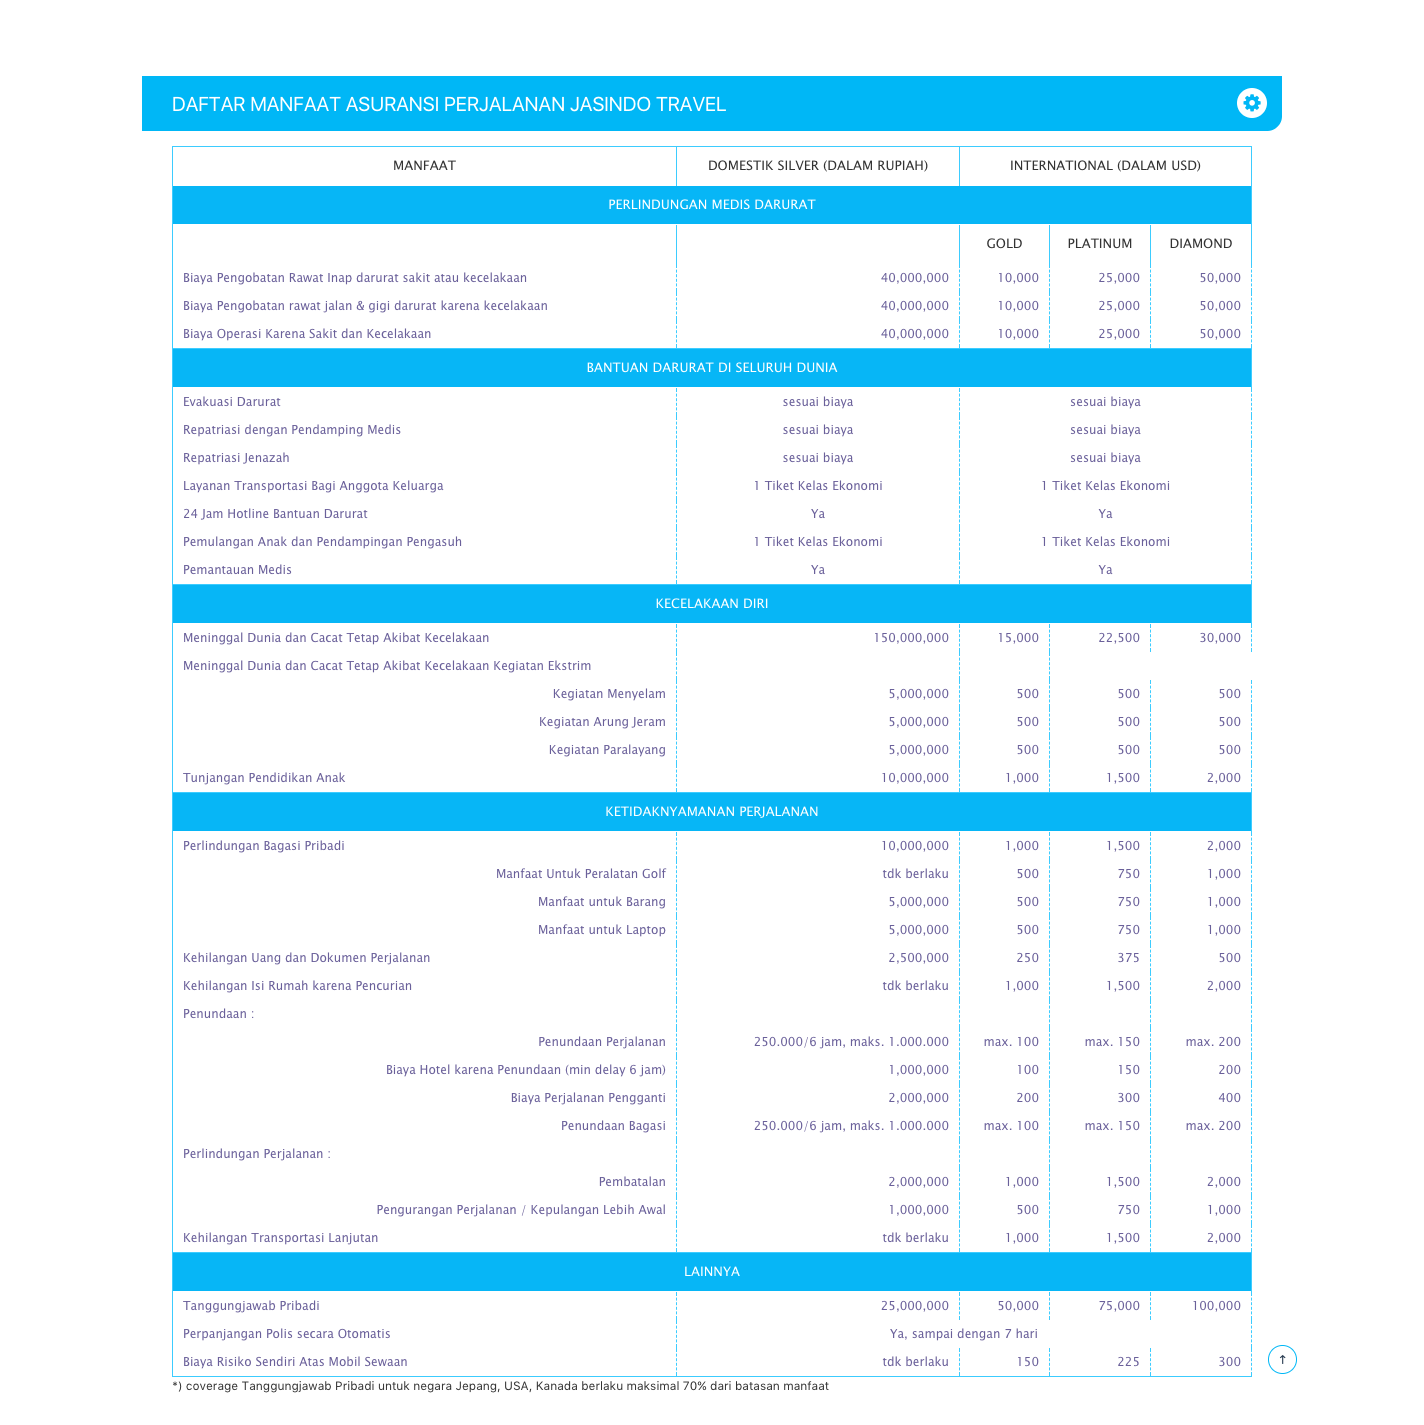 DAFTAR MANFAAT ASURANSI PERJALANAN JASINDO TRAVEL
MANFAAT DOMESTIK SILVER (DALAM RUPIAH) INTERNATIONAL (DALAM USD)
PERLINDUNGAN MEDIS DARURAT
GOLD PLATINUM DIAMOND
Biaya Pengobatan Rawat Inap darurat sakit atau kecelakaan 40,000,000 10,000 25,000 50,000
Biaya Pengobatan rawat jalan & gigi darurat karena kecelakaan 40,000,000 10,000 25,000 50,000
Biaya Operasi Karena Sakit dan Kecelakaan 40,000,000 10,000 25,000 50,000
BANTUAN DARURAT DI SELURUH DUNIA
Evakuasi Darurat sesuai biaya sesuai biaya
Repatriasi dengan Pendamping Medis sesuai biaya sesuai biaya
Repatriasi Jenazah sesuai biaya sesuai biaya
Layanan Transportasi Bagi Anggota Keluarga 1 Tiket Kelas Ekonomi 1 Tiket Kelas Ekonomi
24 Jam Hotline Bantuan Darurat Ya Ya
Pemulangan Anak dan Pendampingan Pengasuh 1 Tiket Kelas Ekonomi 1 Tiket Kelas Ekonomi
Pemantauan Medis Ya Ya
KECELAKAAN DIRI
Meninggal Dunia dan Cacat Tetap Akibat Kecelakaan 150,000,000 15,000 22,500 30,000
Meninggal Dunia dan Cacat Tetap Akibat Kecelakaan Kegiatan Ekstrim
Kegiatan Menyelam 5,000,000 500 500 500
Kegiatan Arung Jeram 5,000,000 500 500 500
Kegiatan Paralayang 5,000,000 500 500 500
Tunjangan Pendidikan Anak 10,000,000 1,000 1,500 2,000
KETIDAKNYAMANAN PERJALANAN
Perlindungan Bagasi Pribadi 10,000,000 1,000 1,500 2,000
Manfaat Untuk Peralatan Golf tdk berlaku 500 750 1,000
Manfaat untuk Barang 5,000,000 500 750 1,000
Manfaat untuk Laptop 5,000,000 500 750 1,000
Kehilangan Uang dan Dokumen Perjalanan 2,500,000 250 375 500
Kehilangan Isi Rumah karena Pencurian tdk berlaku 1,000 1,500 2,000
Penundaan :
Penundaan Perjalanan 250.000/6 jam, maks. 1.000.000 max. 100 max. 150 max. 200
Biaya Hotel karena Penundaan (min delay 6 jam) 1,000,000 100 150 200
Biaya Perjalanan Pengganti 2,000,000 200 300 400
Penundaan Bagasi 250.000/6 jam, maks. 1.000.000 max. 100 max. 150 max. 200
Perlindungan Perjalanan :
Pembatalan 2,000,000 1,000 1,500 2,000
Pengurangan Perjalanan / Kepulangan Lebih Awal 1,000,000 500 750 1,000
Kehilangan Transportasi Lanjutan tdk berlaku 1,000 1,500 2,000
LAINNYA
Tanggungjawab Pribadi 25,000,000 50,000 75,000 100,000
Perpanjangan Polis secara Otomatis Ya, sampai dengan 7 hari
Biaya Risiko Sendiri Atas Mobil Sewaan tdk berlaku 150 225 300
*) coverage Tanggungjawab Pribadi untuk negara Jepang, USA, Kanada berlaku maksimal 70% dari batasan manfaat